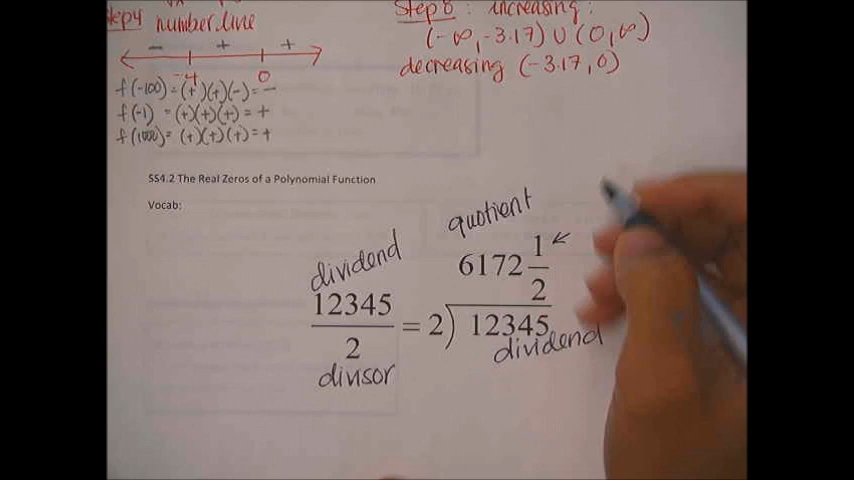 Step 4 number line
- + +
-4 0
f(-100) = (+)(+)(-) = -
f(-1) = (+)(+)(+) = +
f(1000) = (+)(+)(+) = +
Step 8: increasing:
(-∞, -3.17) ∪ (0, ∞)
decreasing (-3.17, 0)
SS4.2 The Real Zeros of a Polynomial Function
Vocab:
quotient
dividend
6172 1/2
12345/2 = 2)12345
dividend
divisor